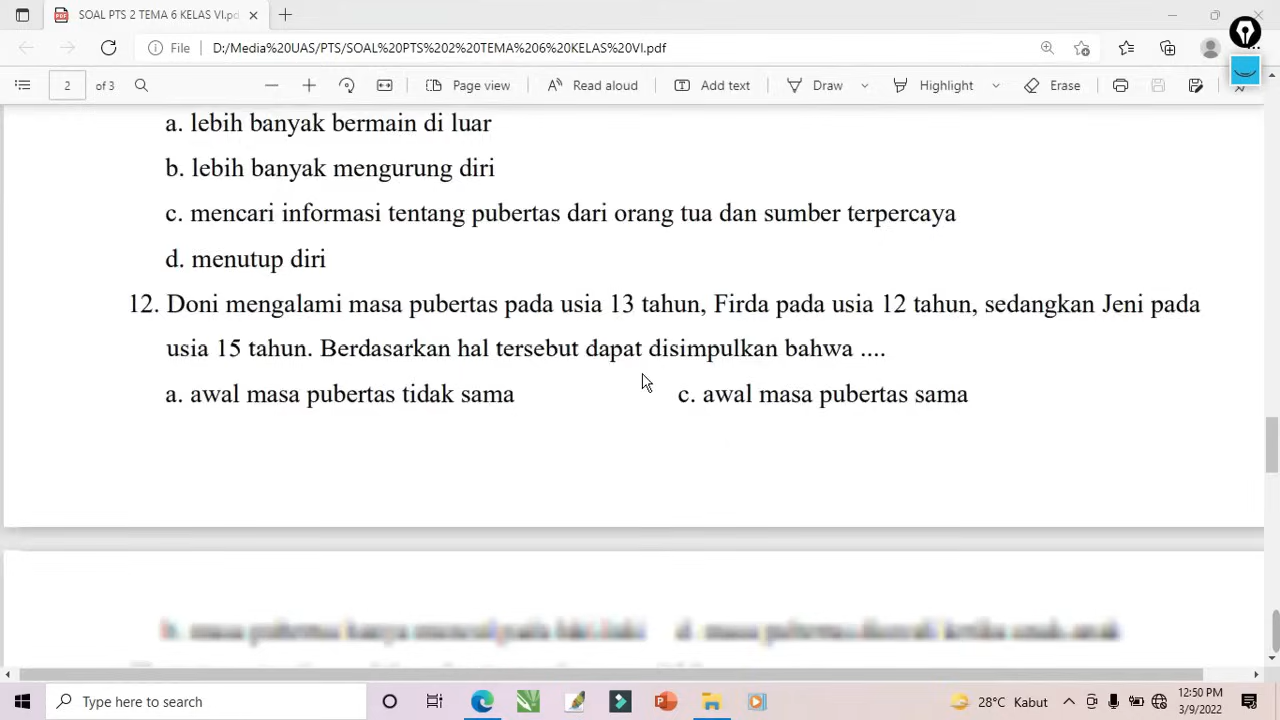 SOAL PTS 2 TEMA 6 KELAS VI.pd
File D:/Media%20UAS/PTS/SOAL%20PTS%202%20TEMA%206%20KELAS%20VI.pdf
2 of 3 Page view Read aloud Add text Draw Highlight Erase
a. lebih banyak bermain di luar
b. lebih banyak mengurung diri
c. mencari informasi tentang pubertas dari orang tua dan sumber terpercaya
d. menutup diri
12. Doni mengalami masa pubertas pada usia 13 tahun, Firda pada usia 12 tahun, sedangkan Jeni pada
usia 15 tahun. Berdasarkan hal tersebut dapat disimpulkan bahwa ....
a. awal masa pubertas tidak sama c. awal masa pubertas sama
Type here to search 28°C Kabut 12:50 PM
3/9/2022